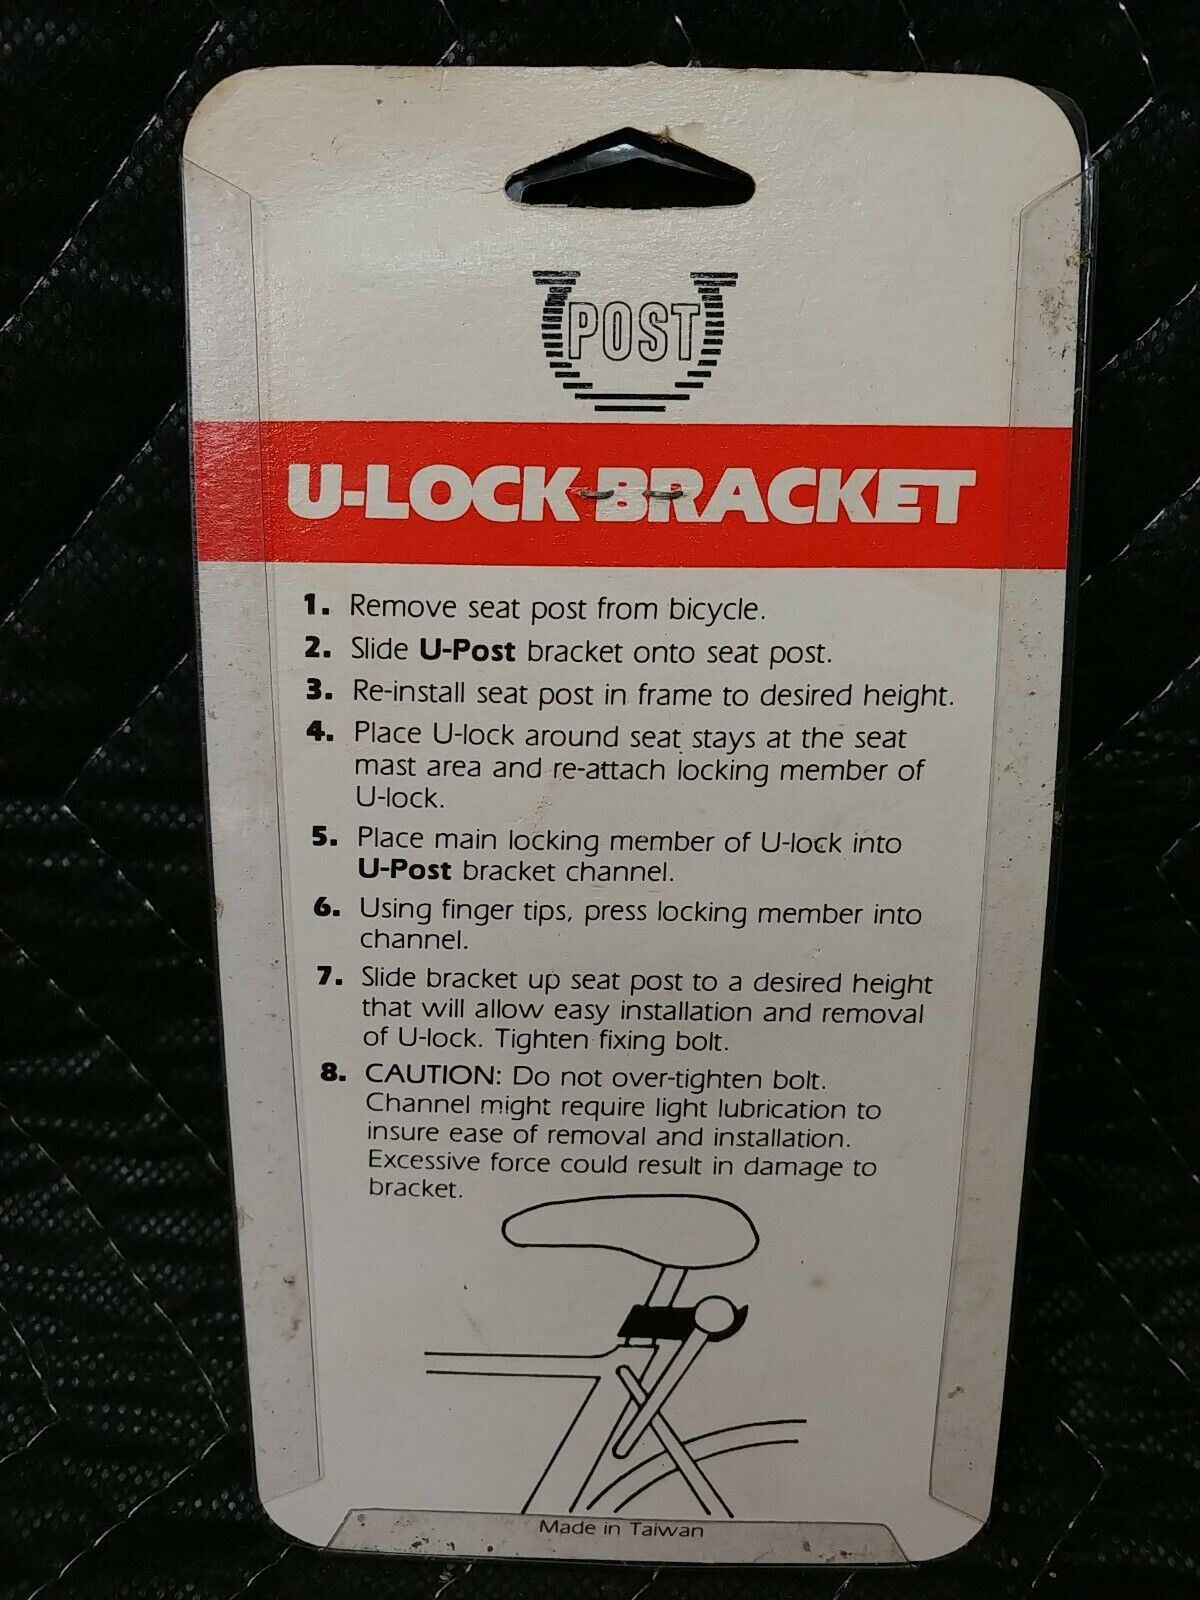 POST
U-LOCK BRACKET
1. Remove seat post from bicycle.
2. Slide U-Post bracket onto seat post.
3. Re-install seat post in frame to desired height.
4. Place U-lock around seat stays at the seat
mast area and re-attach locking member of
U-lock.
5. Place main locking member of U-lock into
U-Post bracket channel.
6. Using finger tips, press locking member into
channel.
7. Slide bracket up seat post to a desired height
that will allow easy installation and removal
of U-lock. Tighten fixing bolt.
8. CAUTION: Do not over-tighten bolt.
Channel might require light lubrication to
insure ease of removal and installation.
Excessive force could result in damage to
bracket.
Made in Taiwan